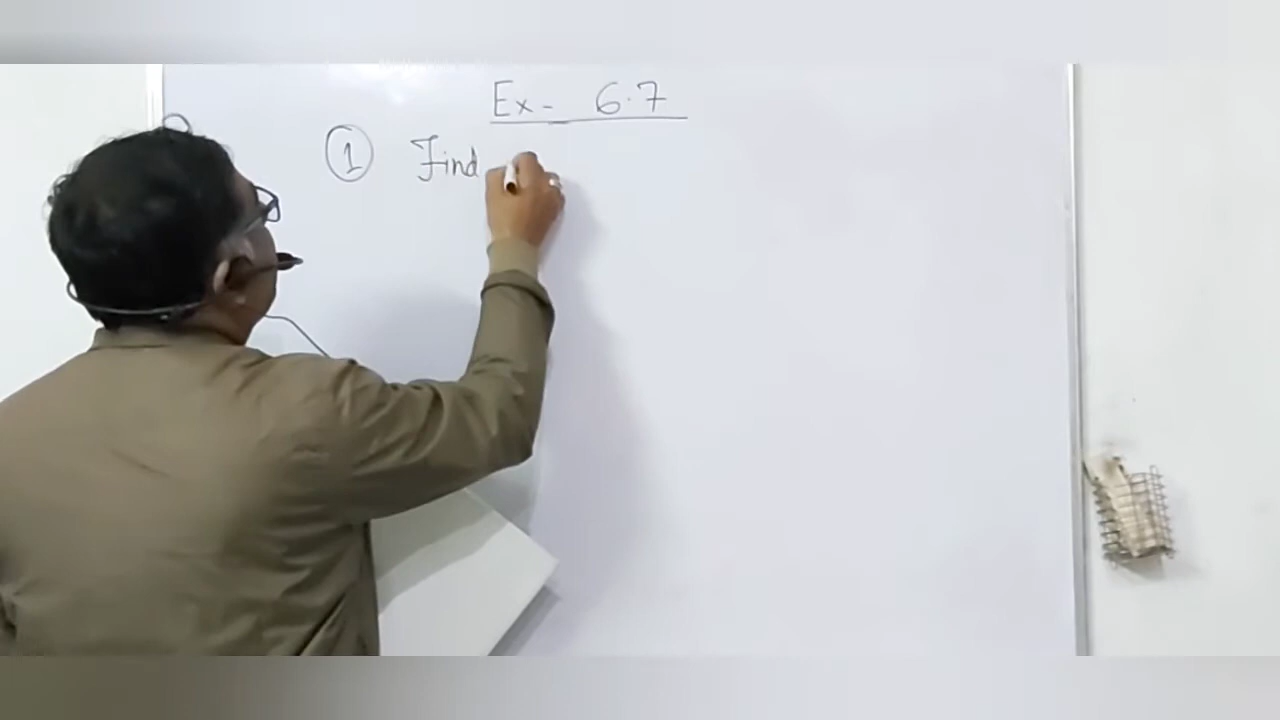 Ex- 6.7
① Find